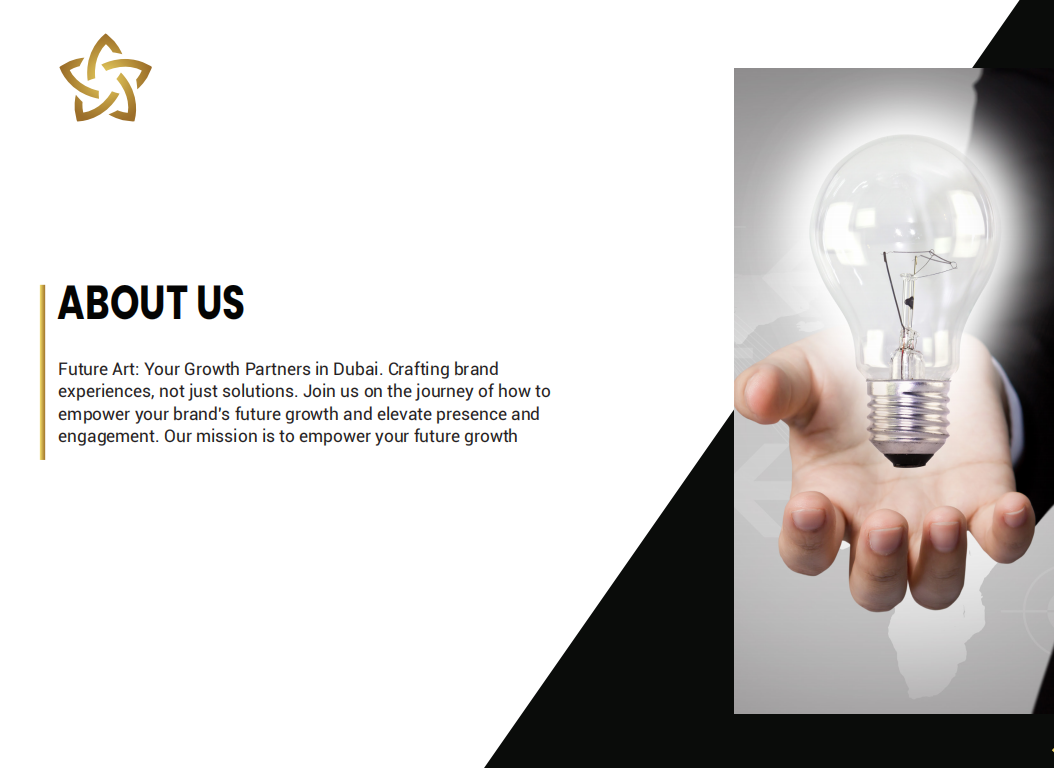 ABOUT US
Future Art: Your Growth Partners in Dubai. Crafting brand
experiences, not just solutions. Join us on the journey of how to
empower your brand's future growth and elevate presence and
engagement. Our mission is to empower your future growth